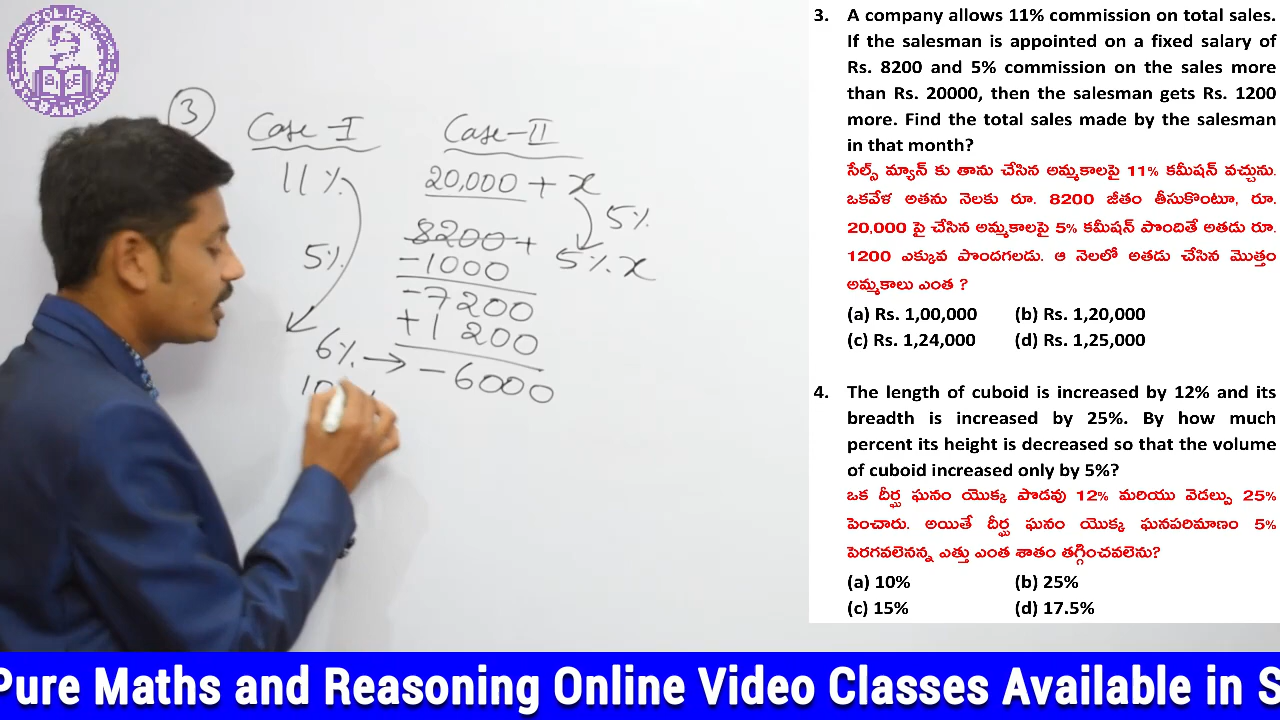 POLICE
3
Case-I
Case-II
11%
20,000 + x
5%
8200 +
5%
5%x
-1000
-7200
+1200
6% → -6000
10
3. A company allows 11% commission on total sales.
If the salesman is appointed on a fixed salary of
Rs. 8200 and 5% commission on the sales more
than Rs. 20000, then the salesman gets Rs. 1200
more. Find the total sales made by the salesman
in that month?
సేల్స్ మ్యాన్ కు తాను చేసిన అమ్మకాలపై 11% కమీషన్ వచ్చును.
ఒకవేళ అతను నెలకు రూ. 8200 జీతం తీసుకొంటూ, రూ.
20,000 పై చేసిన అమ్మకాలపై 5% కమీషన్ పొందితే అతడు రూ.
1200 ఎక్కువ పొందగలడు. ఆ నెలలో అతడు చేసిన మొత్తం
అమ్మకాలు ఎంత ?
(a) Rs. 1,00,000 (b) Rs. 1,20,000
(c) Rs. 1,24,000 (d) Rs. 1,25,000
4. The length of cuboid is increased by 12% and its
breadth is increased by 25%. By how much
percent its height is decreased so that the volume
of cuboid increased only by 5%?
ఒక దీర్ఘ ఘనం యొక్క పొడవు 12% మరియు వెడల్పు 25%
పెంచారు. అయితే దీర్ఘ ఘనం యొక్క ఘనపరిమాణం 5%
పెరగవలెనన్న ఎత్తు ఎంత శాతం తగ్గించవలెను?
(a) 10% (b) 25%
(c) 15% (d) 17.5%
Pure Maths and Reasoning Online Video Classes Available in S